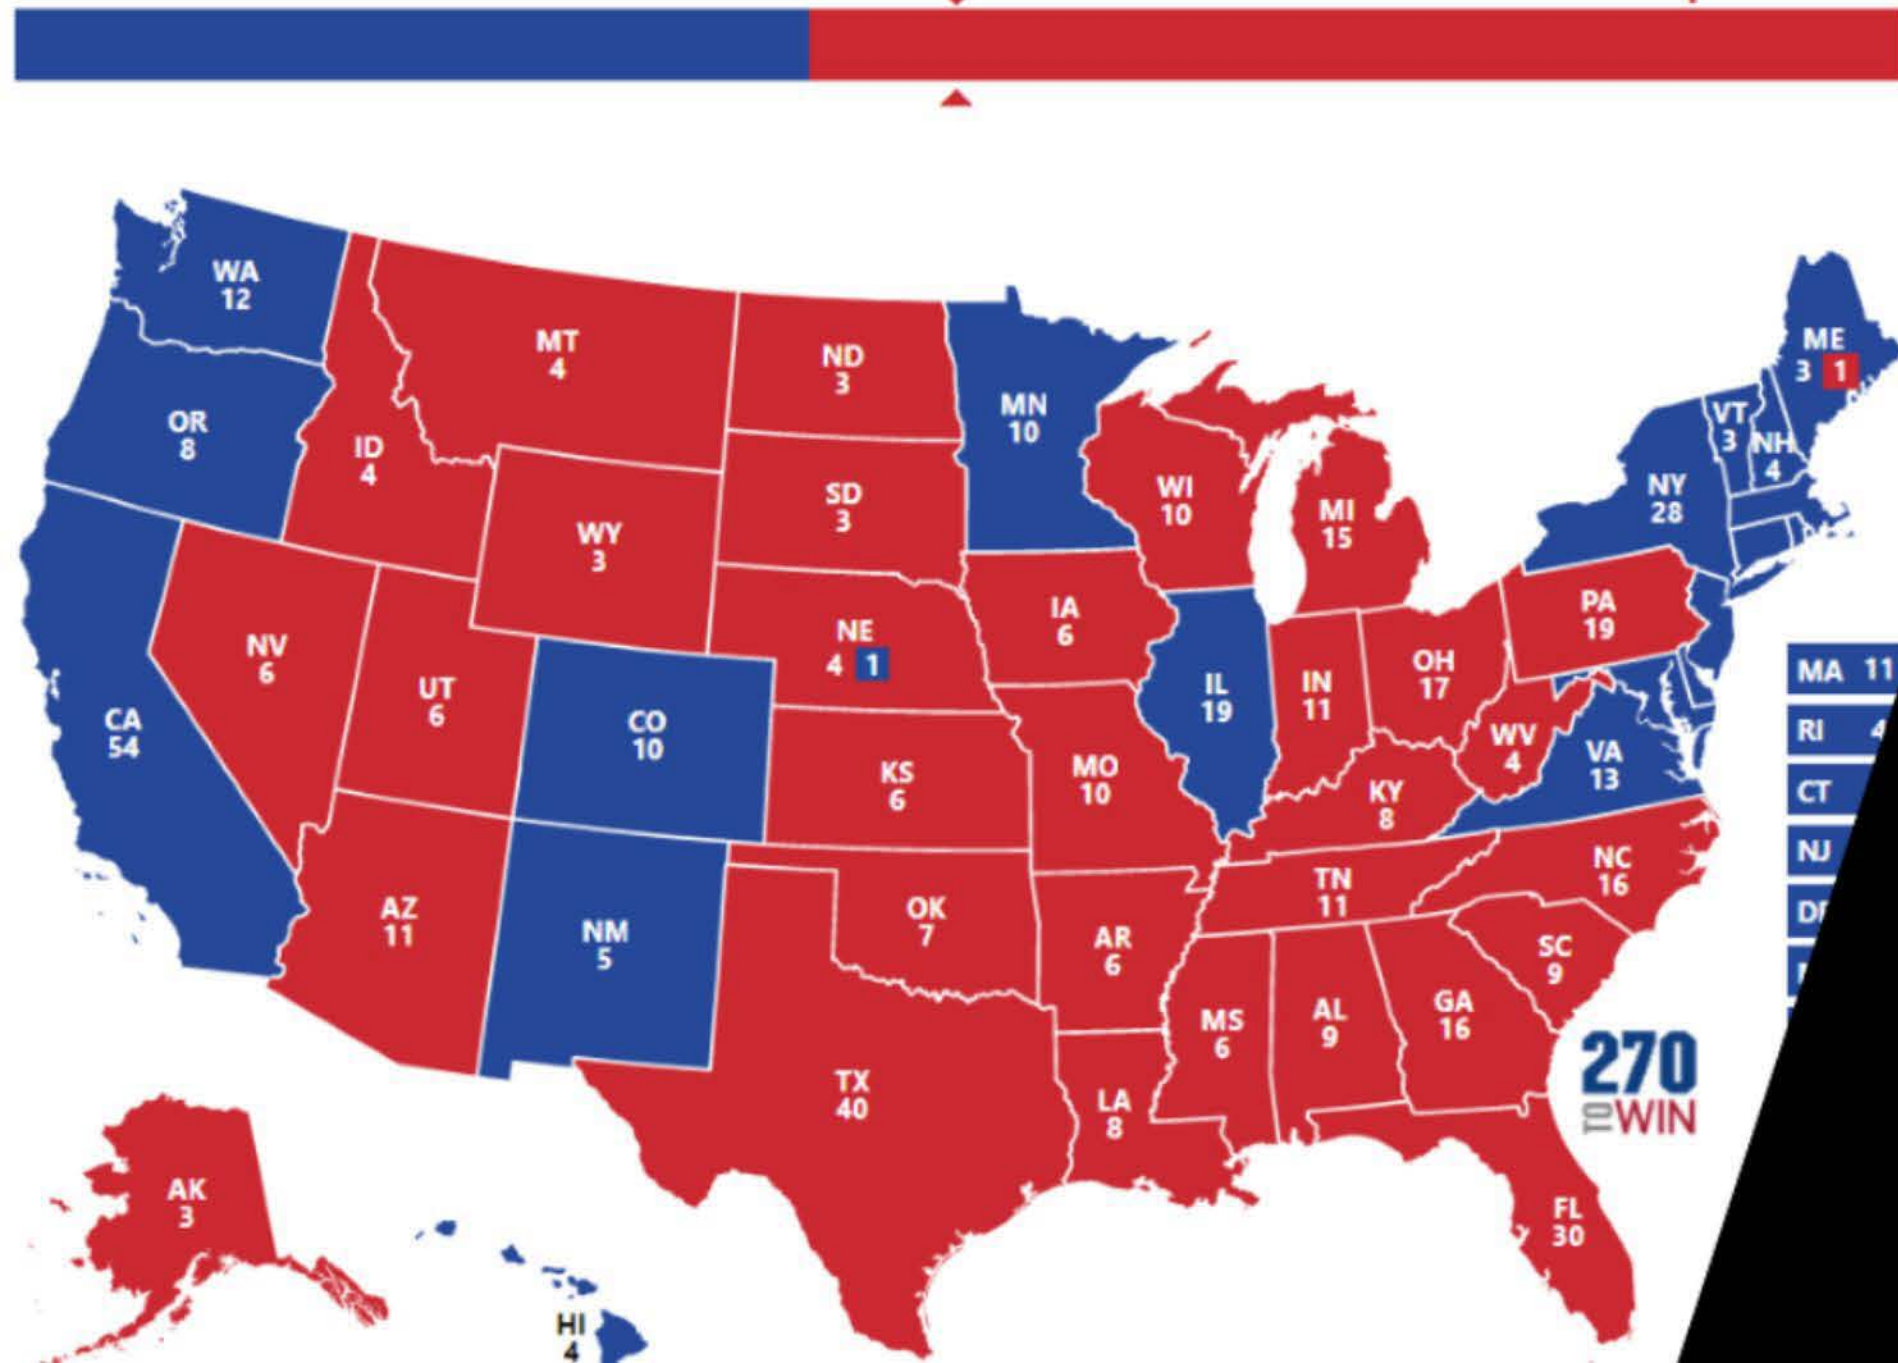 WA
12
MT
4
ND
3
MN
10
ME
3 1
VT
3
NH
4
OR
8
ID
4
WI
10
MI
15
NY
28
SD
3
WY
3
IA
6
PA
19
NV
6
NE
4 1
UT
6
OH
17
IL
19
IN
11
MA 11
CA
54
CO
10
WV
4
VA
13
RI 4
KS
6
MO
10
KY
8
CT
NJ
NC
16
TN
11
AZ
11
NM
5
OK
7
AR
6
SC
9
MS
6
AL
9
GA
16
TX
40
LA
8
270
TO WIN
AK
3
FL
30
HI
4